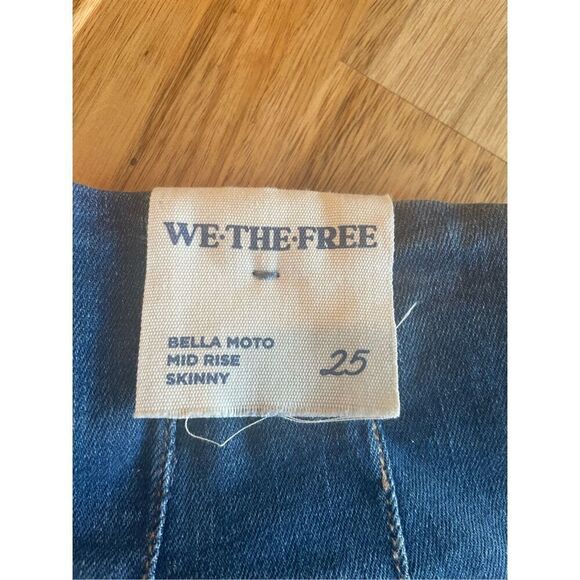 WE·THE·FREE
BELLA MOTO
MID RISE
SKINNY
25